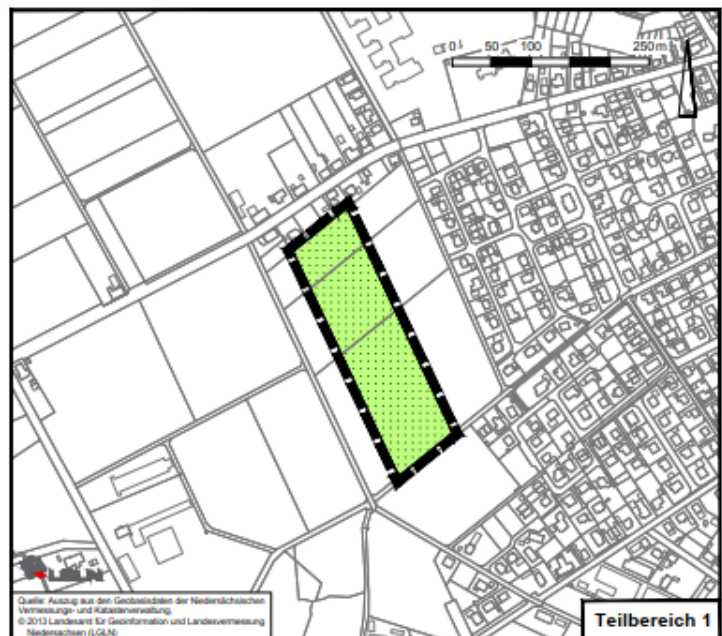 0 50 100 250 m
LGLN
Quelle: Auszug aus den Geobasisdaten der Niedersächsischen
Vermessungs- und Katasterverwaltung,
© 2013 Landesamt für Geoinformation und Landesvermessung
Niedersachsen (LGLN)
Teilbereich 1